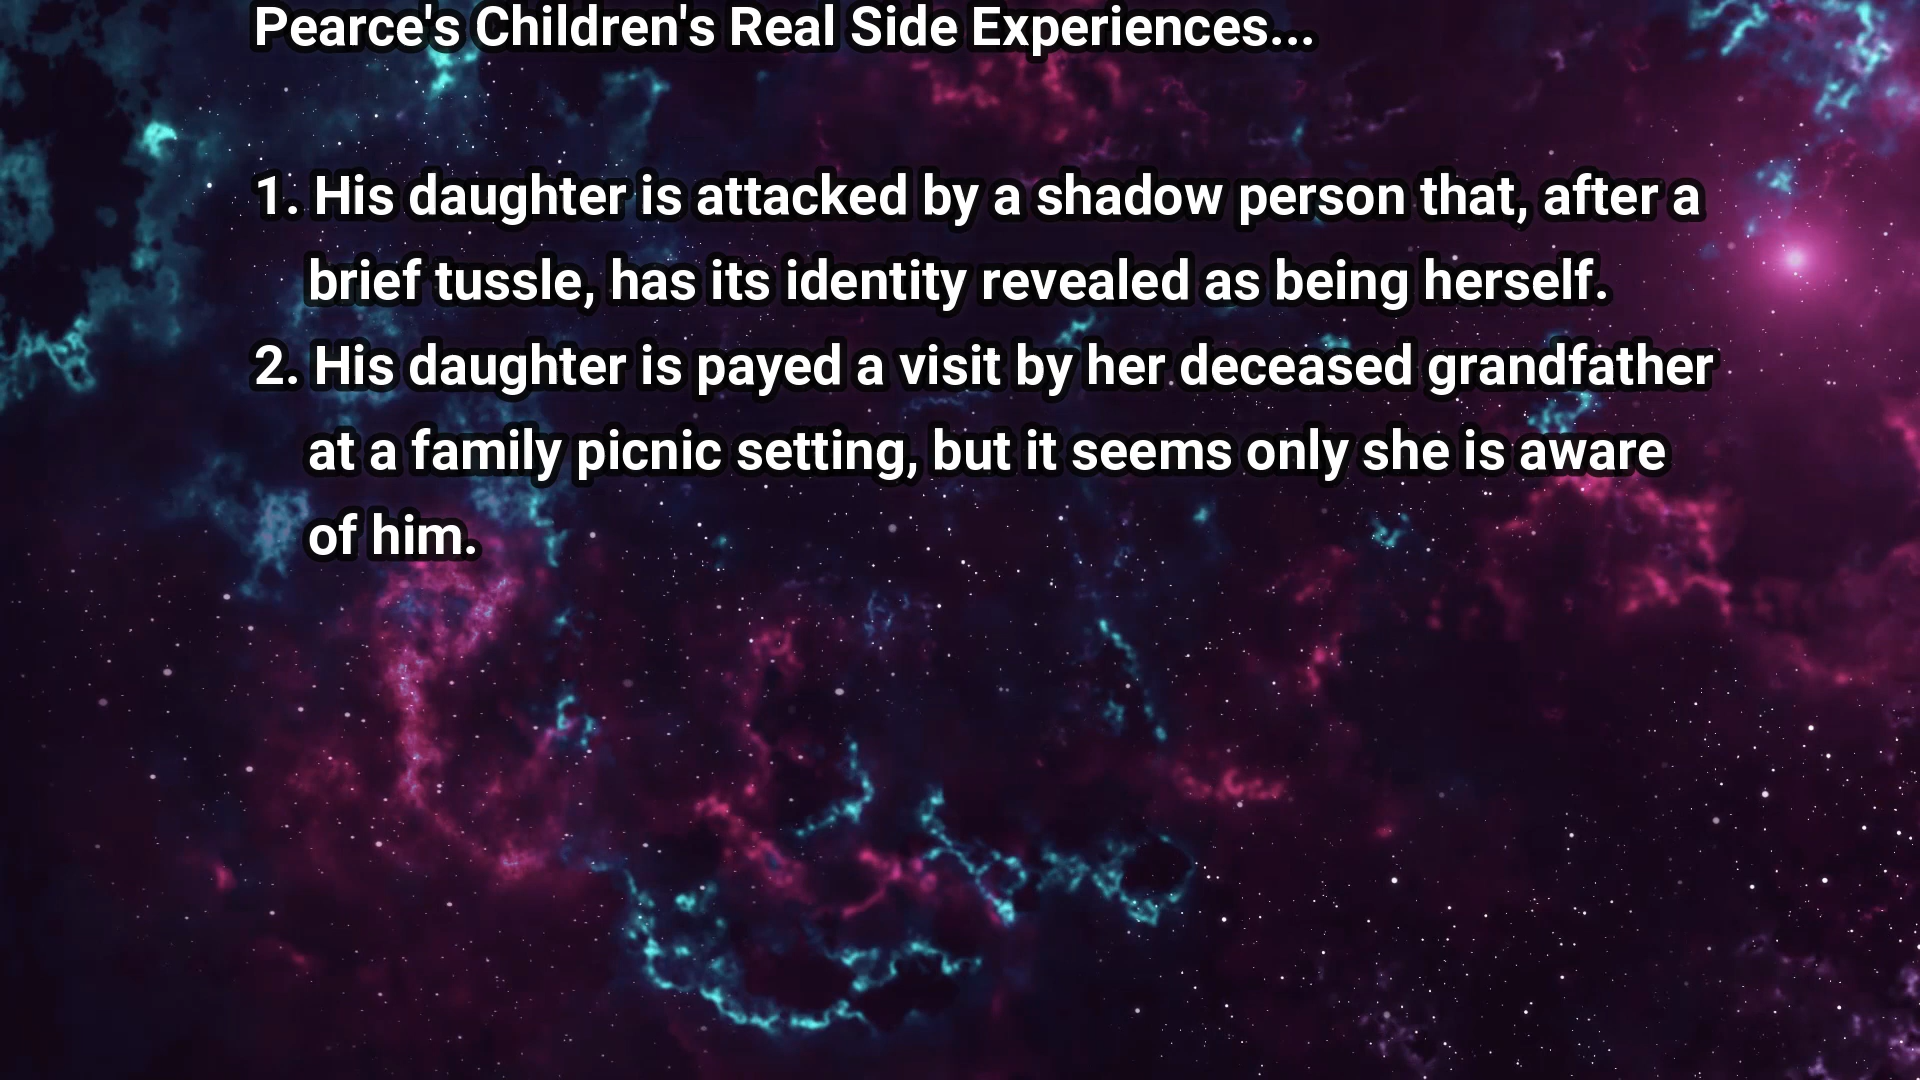 Pearce's Children's Real Side Experiences...
1. His daughter is attacked by a shadow person that, after a
brief tussle, has its identity revealed as being herself.
2. His daughter is payed a visit by her deceased grandfather
at a family picnic setting, but it seems only she is aware
of him.